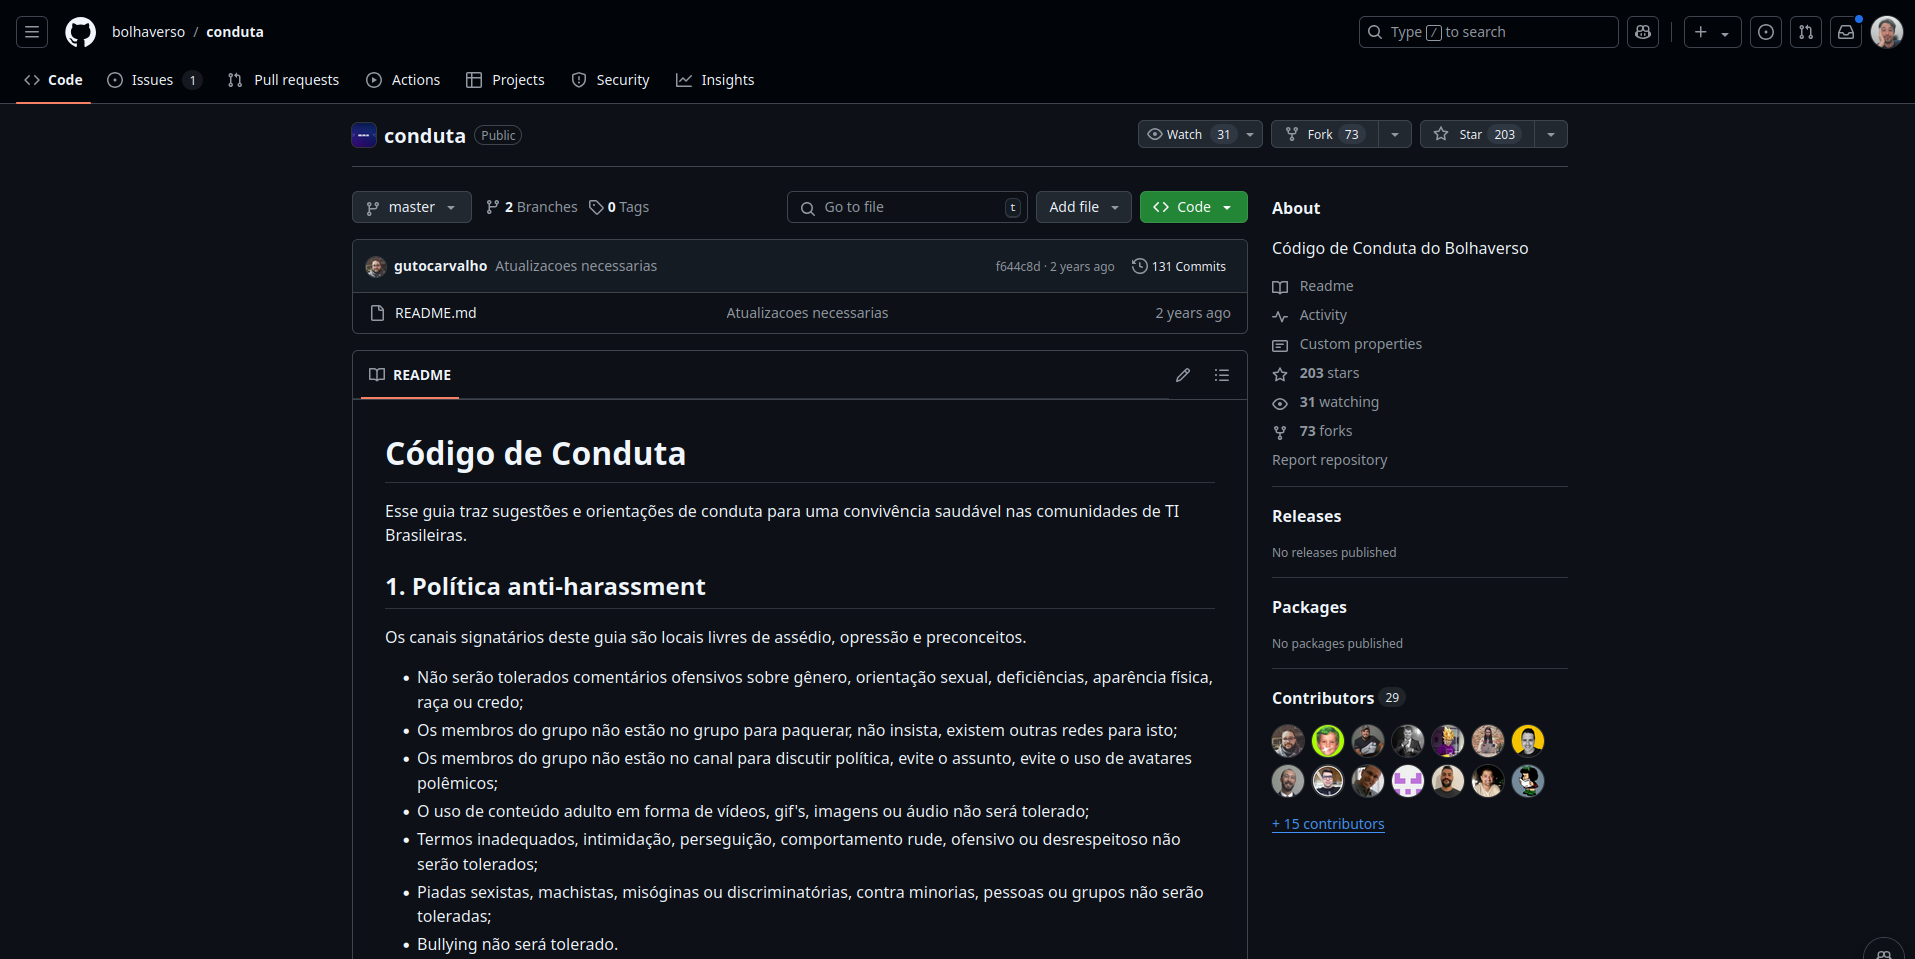 bolhaverso / conduta
Type / to search
Code
Issues 1
Pull requests
Actions
Projects
Security
Insights
conduta Public
Watch 31
Fork 73
Star 203
master
2 Branches
0 Tags
Go to file t
Add file
Code
gutocarvalho Atualizacoes necessarias
f644c8d · 2 years ago
131 Commits
README.md Atualizacoes necessarias 2 years ago
README
Código de Conduta
Esse guia traz sugestões e orientações de conduta para uma convivência saudável nas comunidades de TI
Brasileiras.
1. Política anti-harassment
Os canais signatários deste guia são locais livres de assédio, opressão e preconceitos.
• Não serão tolerados comentários ofensivos sobre gênero, orientação sexual, deficiências, aparência física,
raça ou credo;
• Os membros do grupo não estão no grupo para paquerar, não insista, existem outras redes para isto;
• Os membros do grupo não estão no canal para discutir política, evite o assunto, evite o uso de avatares
polêmicos;
• O uso de conteúdo adulto em forma de vídeos, gif's, imagens ou áudio não será tolerado;
• Termos inadequados, intimidação, perseguição, comportamento rude, ofensivo ou desrespeitoso não
serão tolerados;
• Piadas sexistas, machistas, misóginas ou discriminatórias, contra minorias, pessoas ou grupos não serão
toleradas;
• Bullying não será tolerado.
About
Código de Conduta do Bolhaverso
Readme
Activity
Custom properties
203 stars
31 watching
73 forks
Report repository
Releases
No releases published
Packages
No packages published
Contributors 29
+ 15 contributors